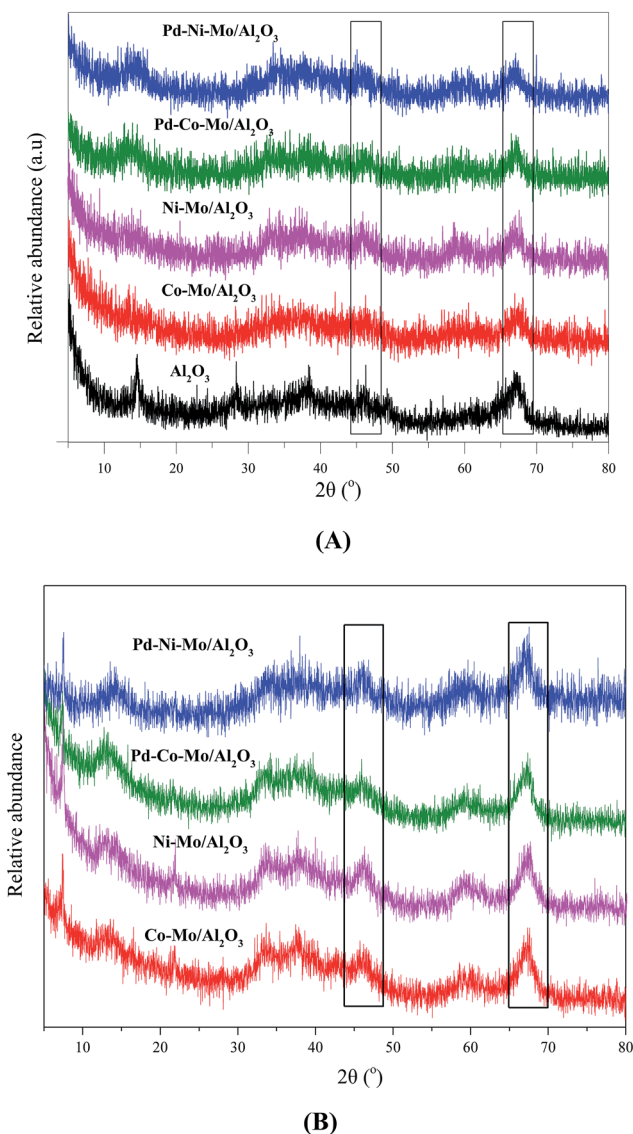 Pd-Ni-Mo/Al₂O₃
Pd-Co-Mo/Al₂O₃
Ni-Mo/Al₂O₃
Co-Mo/Al₂O₃
Al₂O₃
Relative abundance (a.u)
10 20 30 40 50 60 70 80
2θ (°)
(A)
Pd-Ni-Mo/Al₂O₃
Pd-Co-Mo/Al₂O₃
Ni-Mo/Al₂O₃
Co-Mo/Al₂O₃
Relative abundance
10 20 30 40 50 60 70 80
2θ (°)
(B)